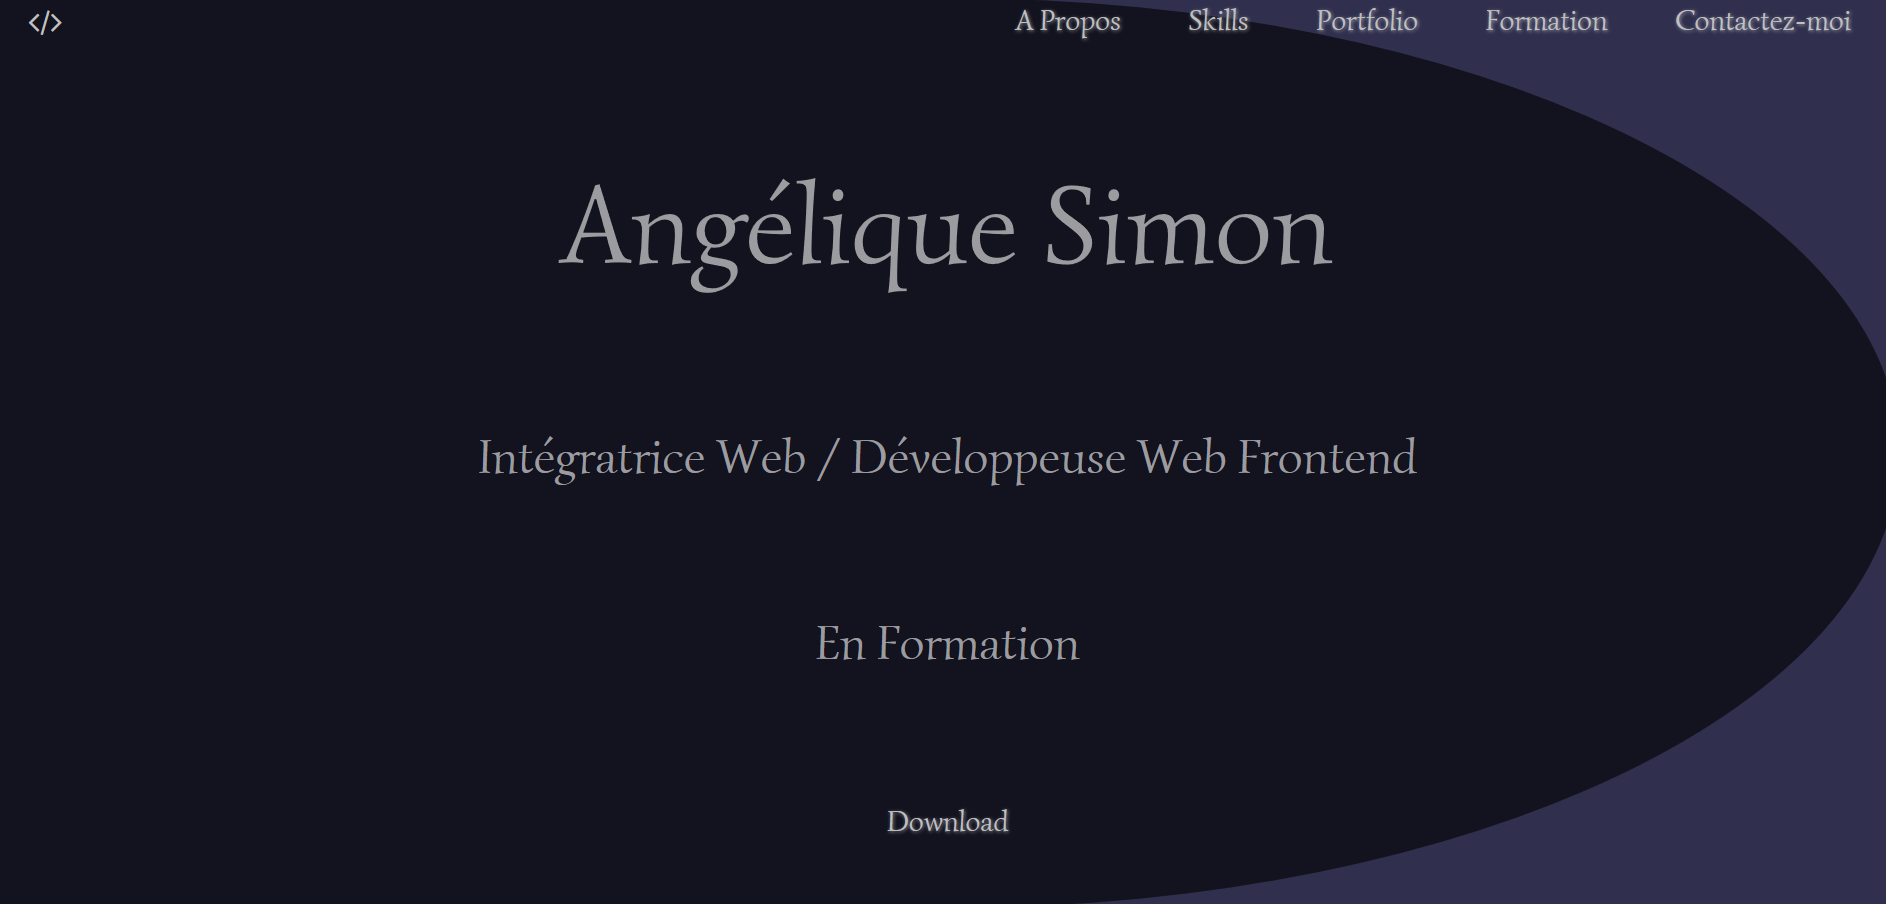 </>
A Propos Skills Portfolio Formation Contactez-moi
Angélique Simon
Intégratrice Web / Développeuse Web Frontend
En Formation
Download